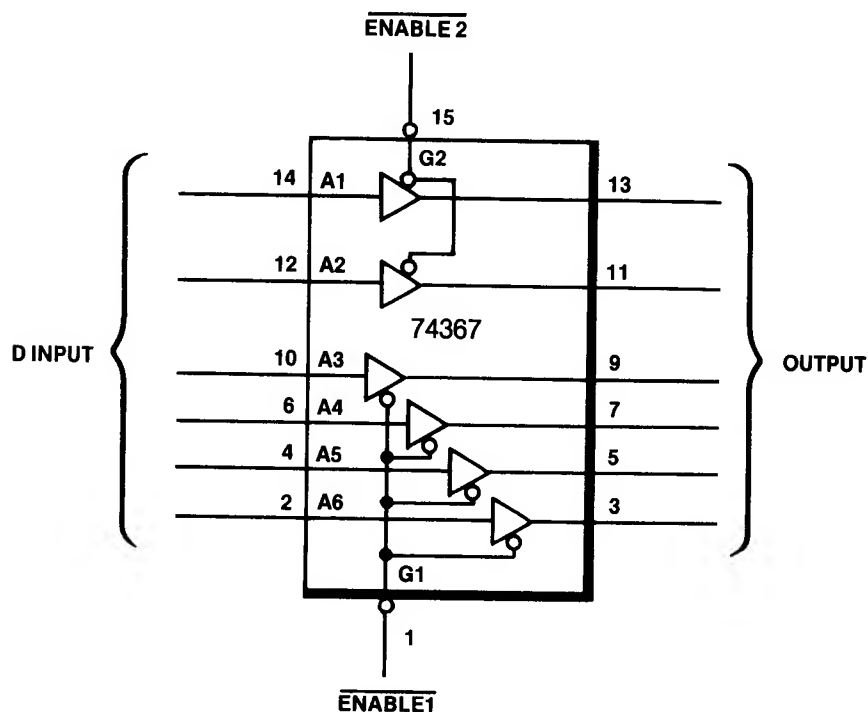 ENABLE 2
15
G2
14 A1 13
12 A2 11
74367
D INPUT
10 A3 9
OUTPUT
6 A4 7
4 A5 5
2 A6 3
G1
1
ENABLE1